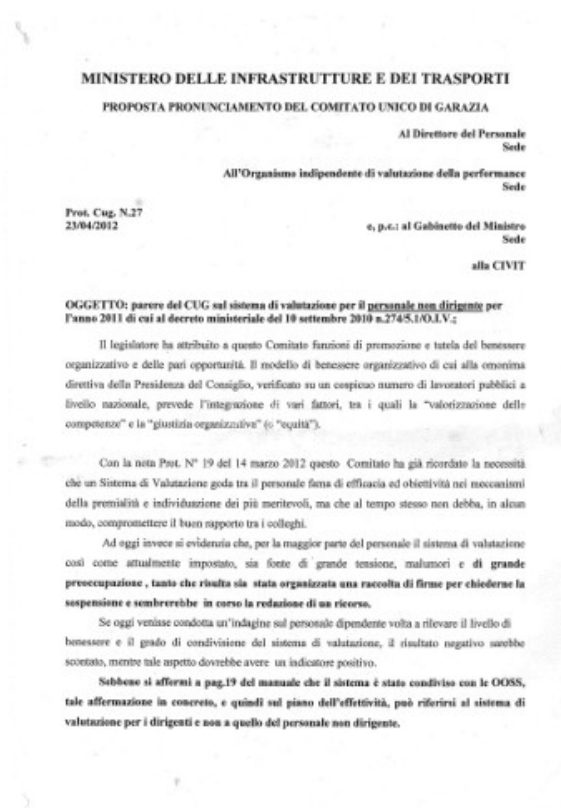 MINISTERO DELLE INFRASTRUTTURE E DEI TRASPORTI
PROPOSTA PRONUNCIAMENTO DEL COMITATO UNICO DI GARAZIA
Al Direttore del Personale
Sede
All'Organismo indipendente di valutazione della performance
Sede
Prot. Cug. N.27
23/04/2012
e, p.c.: al Gabinetto del Ministro
Sede
alla CIVIT
OGGETTO: parere del CUG sul sistema di valutazione per il personale non dirigente per
l'anno 2011 di cui al decreto ministeriale del 10 settembre 2010 n.274/5.1/O.I.V.;
Il legislatore ha attribuito a questo Comitato funzioni di promozione e tutela del benessere
organizzativo e delle pari opportunità. Il modello di benessere organizzativo di cui alla omonima
direttiva della Presidenza del Consiglio, verificato su un cospicuo numero di lavoratori pubblici a
livello nazionale, prevede l'integrazione di vari fattori, tra i quali la "valorizzazione delle
competenze" e la "giustizia organizzativa" (o "equità").
Con la nota Prot. N° 19 del 14 marzo 2012 questo Comitato ha già ricordato la necessità
che un Sistema di Valutazione goda tra il personale fama di efficacia ed obiettività nei meccanismi
della premialità e individuazione dei più meritevoli, ma che al tempo stesso non debba, in alcun
modo, compromettere il buon rapporto tra i colleghi.
Ad oggi invece si evidenzia che, per la maggior parte del personale il sistema di valutazione
così come attualmente impostato, sia fonte di grande tensione, malumori e di grande
preoccupazione , tanto che risulta sia stata organizzata una raccolta di firme per chiederne la
sospensione e sembrerebbe in corso la redazione di un ricorso.
Se oggi venisse condotta un'indagine sul personale dipendente volta a rilevare il livello di
benessere e il grado di condivisione del sistema di valutazione, il risultato negativo sarebbe
scontato, mentre tale aspetto dovrebbe avere un indicatore positivo.
Sebbene si affermi a pag.19 del manuale che il sistema è stato condiviso con le OOSS,
tale affermazione in concreto, e quindi sul piano dell'effettività, può riferirsi al sistema di
valutazione per i dirigenti e non a quello del personale non dirigente.